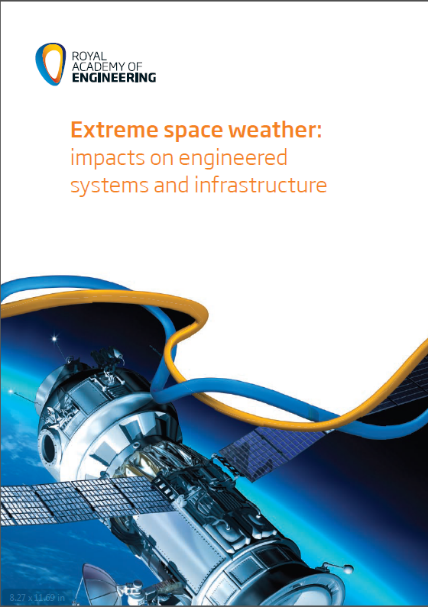 ROYAL
ACADEMY OF
ENGINEERING
Extreme space weather:
impacts on engineered
systems and infrastructure
8.27 x 11.69 in